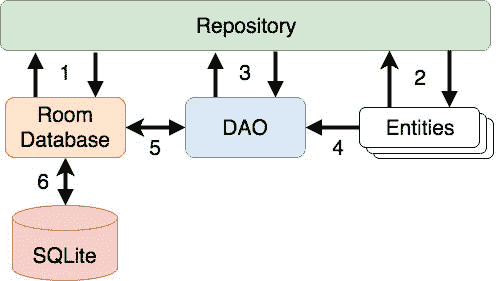 Repository
1
3
2
Room
Database
DAO
Entities
5
4
6
SQLite